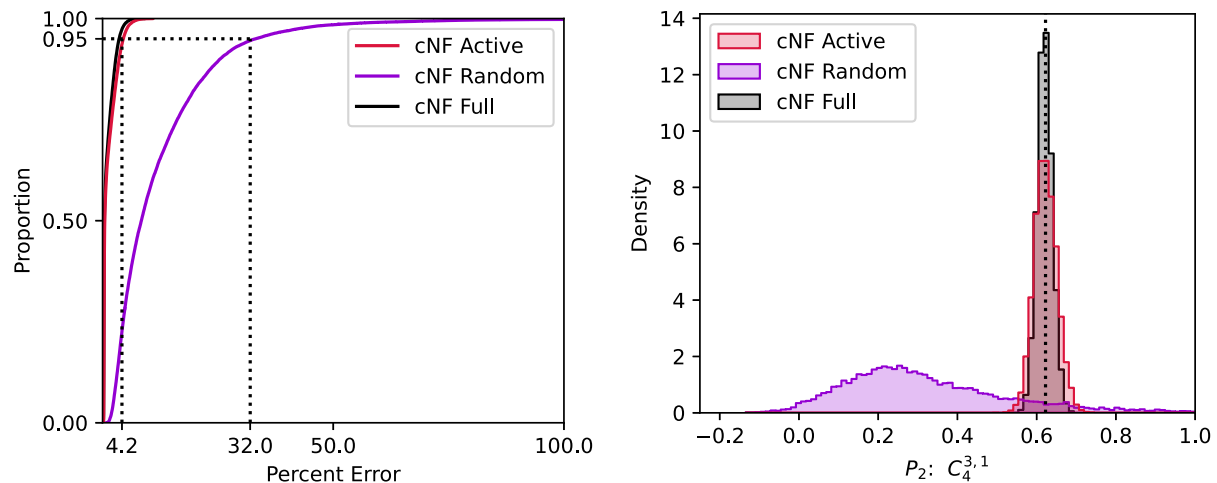 1.00
0.95
0.50
0.00
Proportion
cNF Active
cNF Random
cNF Full
4.2
32.0
50.0
100.0
Percent Error
14
12
10
8
6
4
2
0
Density
cNF Active
cNF Random
cNF Full
−0.2
0.0
0.2
0.4
0.6
0.8
1.0
P₂: C₄³,¹